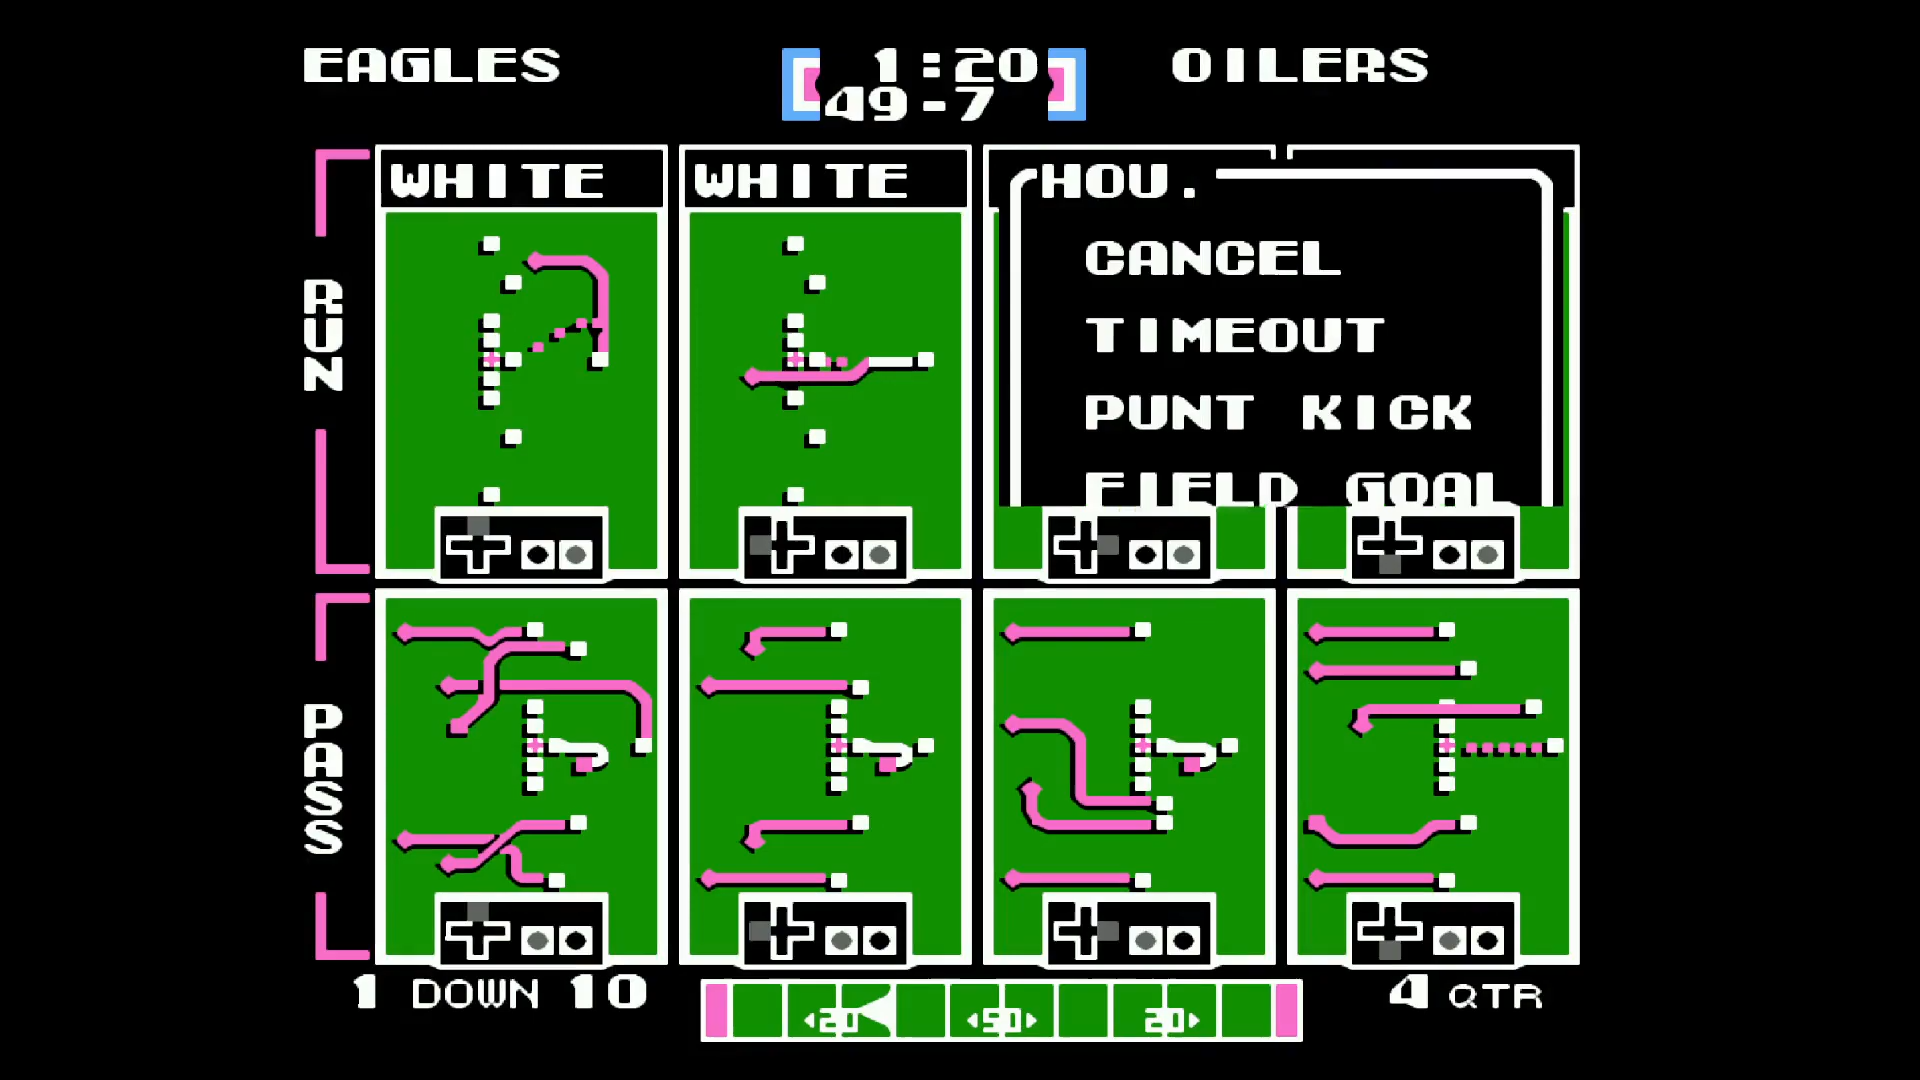 EAGLES 1:20 OILERS
49-7
WHITE WHITE HOU.
CANCEL
TIMEOUT
PUNT KICK
FIELD GOAL
RUN
PASS
1 DOWN 10 4 QTR
20 50 20